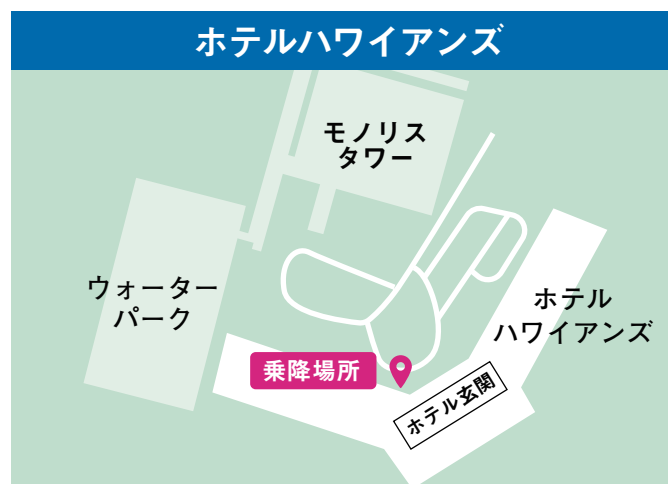 ホテルハワイアンズ
モノリス
タワー
ウォーター
パーク
ホテル
ハワイアンズ
乗降場所
ホテル玄関